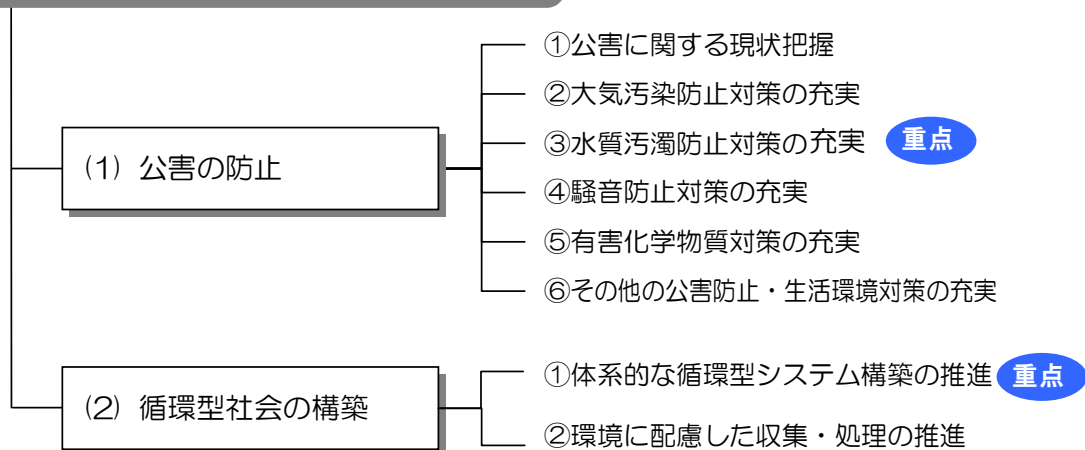 (1) 公害の防止
①公害に関する現状把握
②大気汚染防止対策の充実
③水質汚濁防止対策の充実 重点
④騒音防止対策の充実
⑤有害化学物質対策の充実
⑥その他の公害防止・生活環境対策の充実
(2) 循環型社会の構築
①体系的な循環型システム構築の推進 重点
②環境に配慮した収集・処理の推進